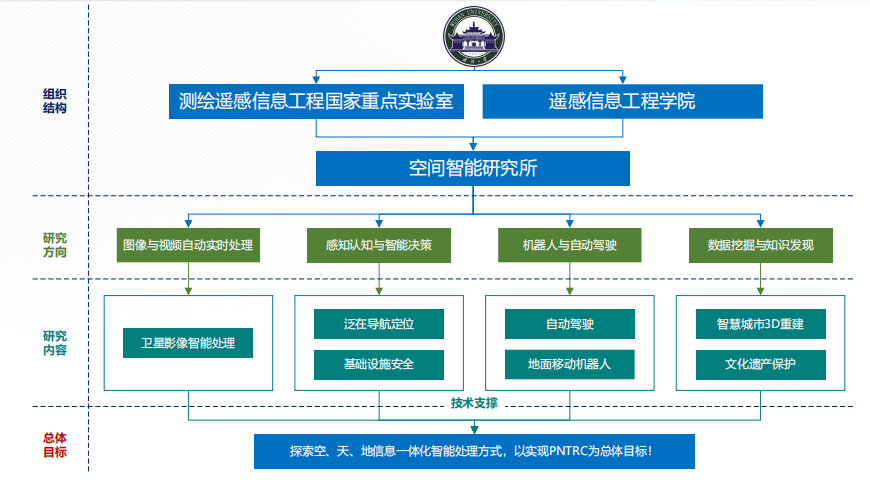 WUHAN UNIVERSITY
组织
结构
测绘遥感信息工程国家重点实验室
遥感信息工程学院
空间智能研究所
研究
方向
图像与视频自动实时处理
感知认知与智能决策
机器人与自动驾驶
数据挖掘与知识发现
研究
内容
卫星影像智能处理
泛在导航定位
基础设施安全
自动驾驶
地面移动机器人
智慧城市3D重建
文化遗产保护
技术支撑
总体
目标
探索空、天、地信息一体化智能处理方式，以实现PNTRC为总体目标！